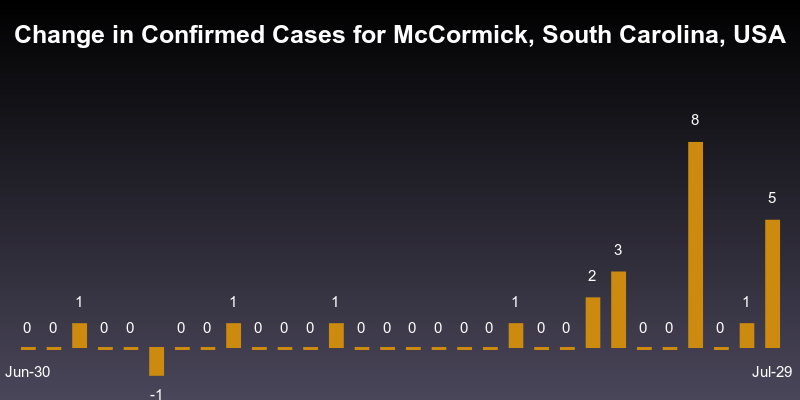 Change in Confirmed Cases for McCormick, South Carolina, USA
8
5
3
2
1 1 1 1 1
0 0 0 0 0 0 0 0 0 0 0 0 0 0 0 0 0 0 0 0 0
Jun-30 Jul-29
-1